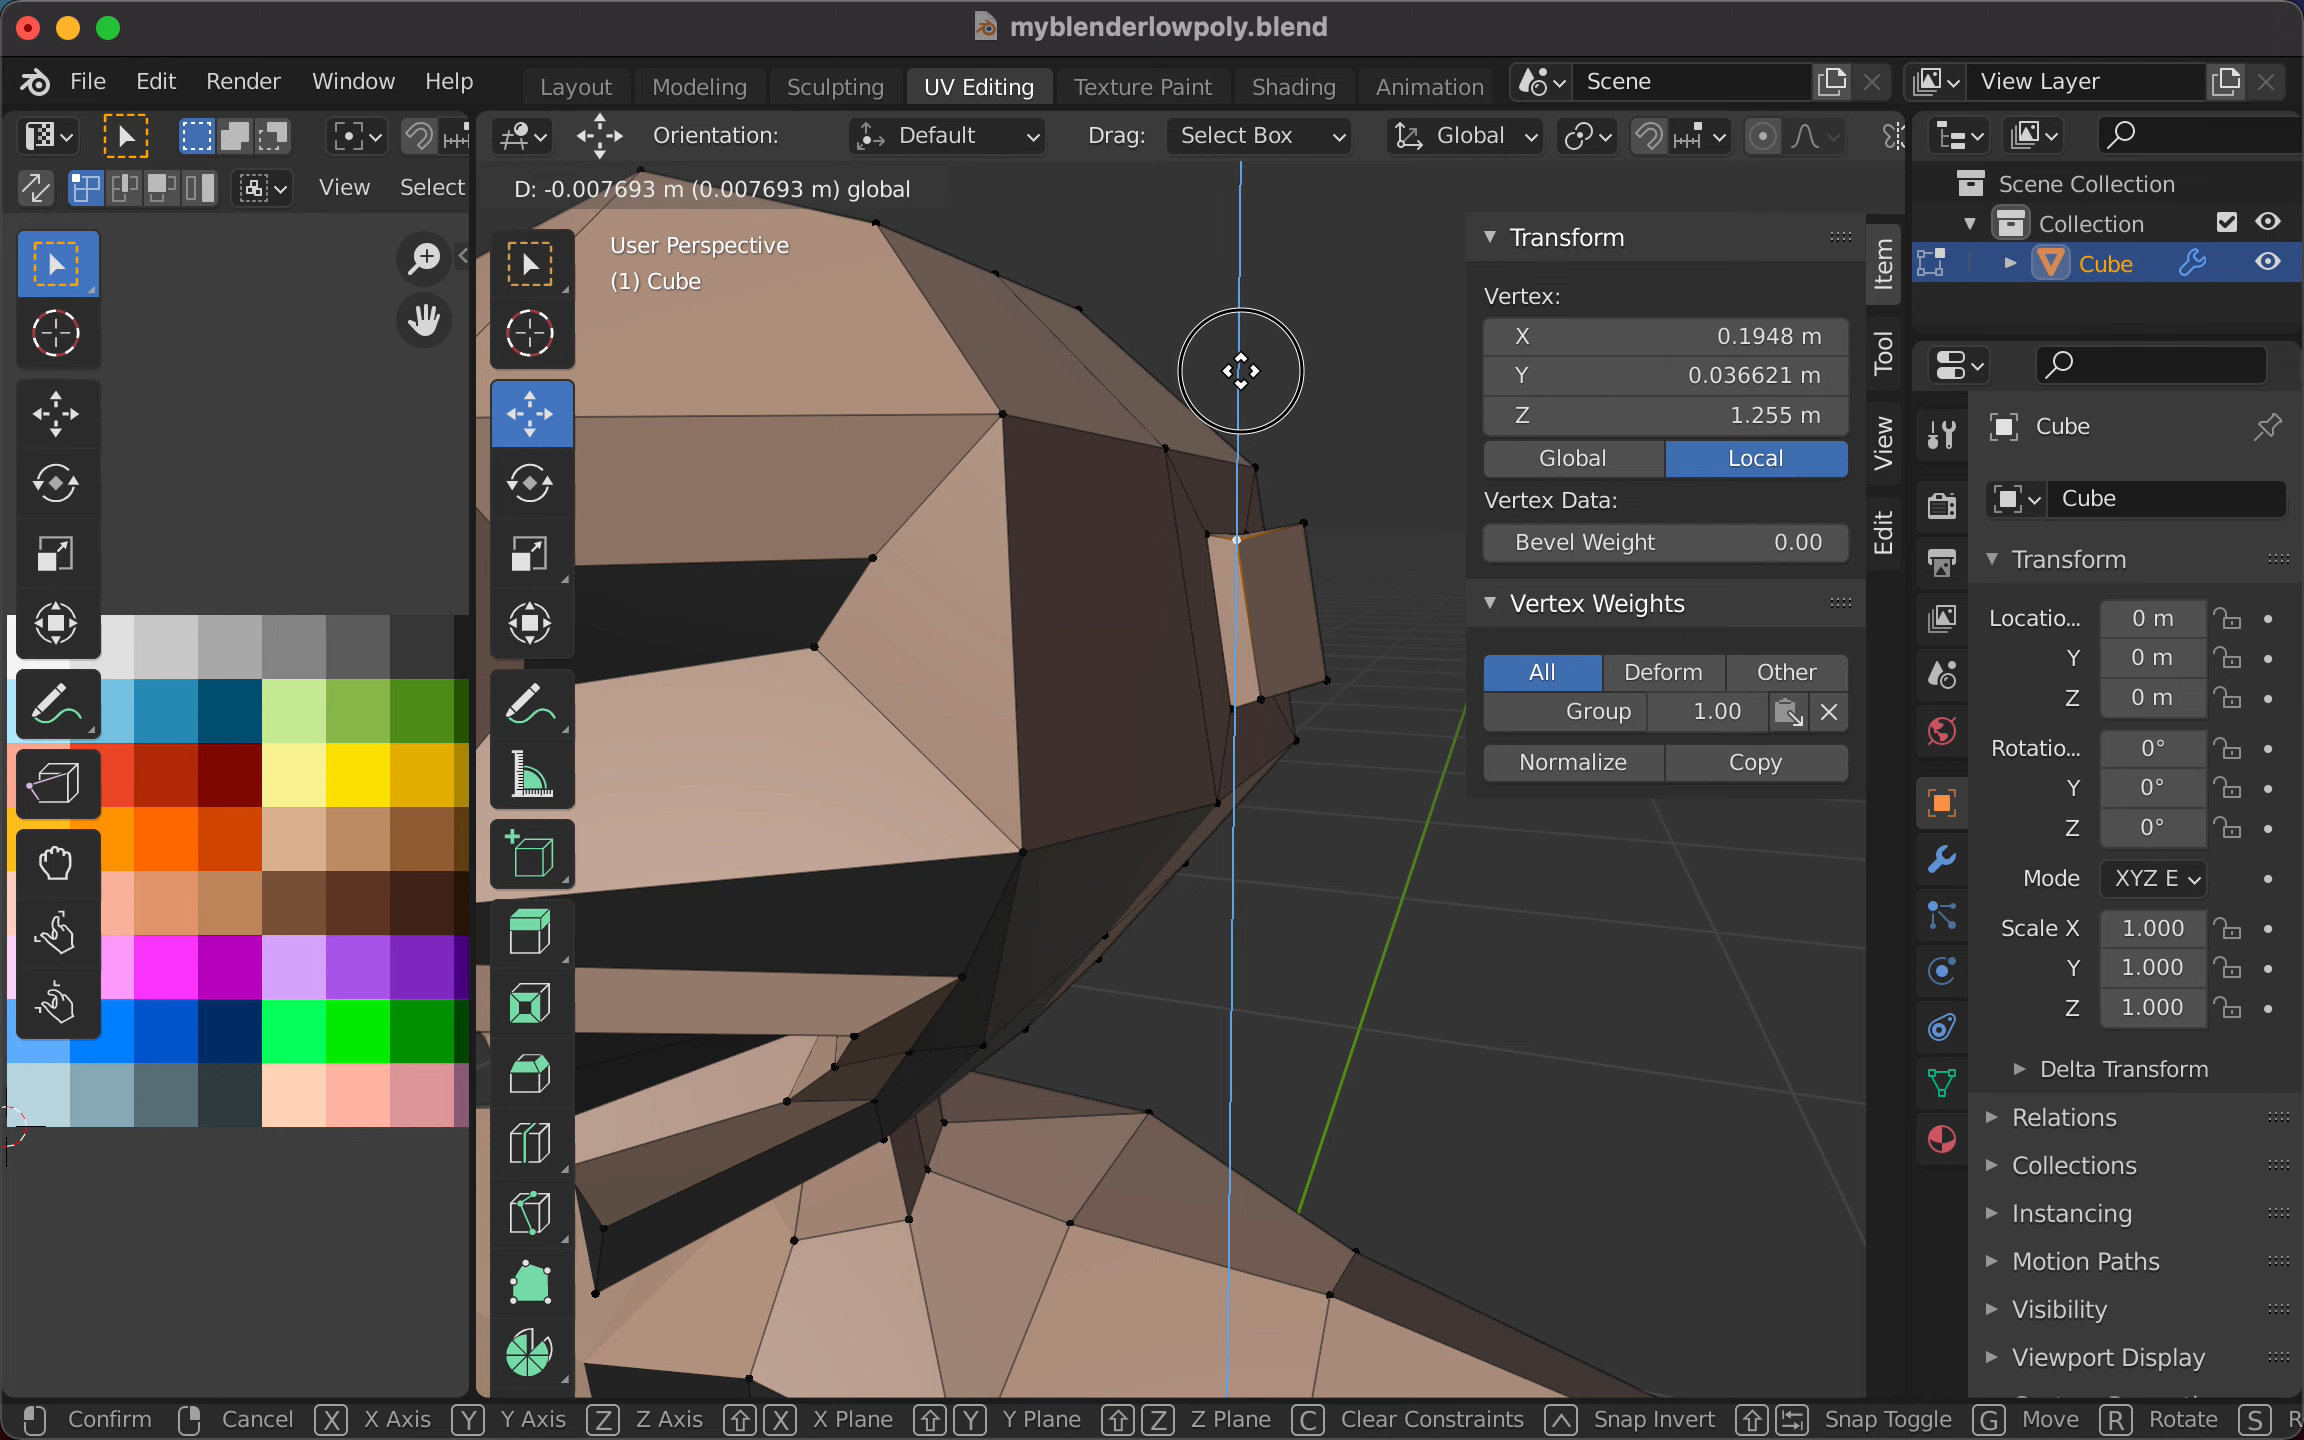 myblenderlowpoly.blend
File Edit Render Window Help Layout Modeling Sculpting UV Editing Texture Paint Shading Animation Scene View Layer
Orientation: Default Drag: Select Box Global
View Select
D: -0.007693 m (0.007693 m) global
User Perspective
(1) Cube
Transform
Vertex:
X 0.1948 m
Y 0.036621 m
Z 1.255 m
Global Local
Vertex Data:
Bevel Weight 0.00
Vertex Weights
All Deform Other
Group 1.00
Normalize Copy
Item
Tool
View
Edit
Scene Collection
Collection
Cube
Cube
Cube
Transform
Locatio... 0 m
Y 0 m
Z 0 m
Rotatio... 0°
Y 0°
Z 0°
Mode XYZ E
Scale X 1.000
Y 1.000
Z 1.000
Delta Transform
Relations
Collections
Instancing
Motion Paths
Visibility
Viewport Display
Confirm Cancel X X Axis Y Y Axis Z Z Axis X X Plane Y Y Plane Z Z Plane C Clear Constraints Snap Invert Snap Toggle G Move R Rotate S